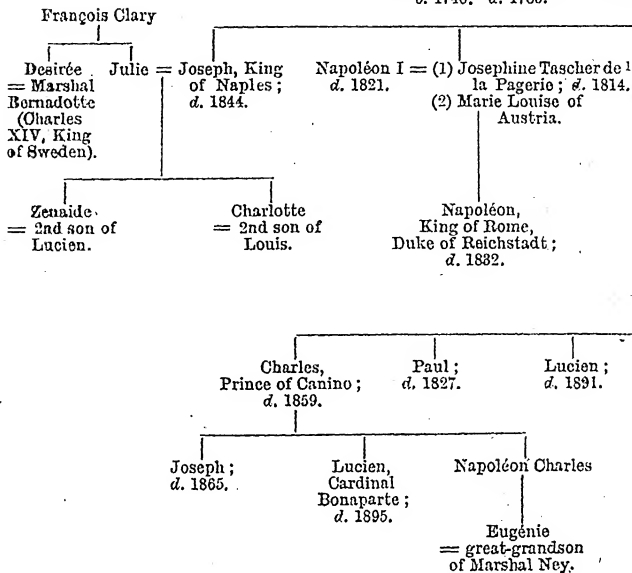 François Clary
Desirée
= Marshal
Bernadotte
(Charles
XIV, King
of Sweden).
Julie = Joseph, King
of Naples;
d. 1844.
Napoléon I = (1) Josephine Tascher de
d. 1821.
la Pagerie; d. 1814.
(2) Marie Louise of
Austria.
Zenaide
= 2nd son of
Lucien.
Charlotte
= 2nd son of
Louis.
Napoléon,
King of Rome,
Duke of Reichstadt;
d. 1832.
Charles,
Prince of Canino;
d. 1859.
Paul;
d. 1827.
Lucien;
d. 1891.
Joseph;
d. 1865.
Lucien,
Cardinal
Bonaparte;
d. 1895.
Napoléon Charles
Eugénie
= great-grandson
of Marshal Ney.